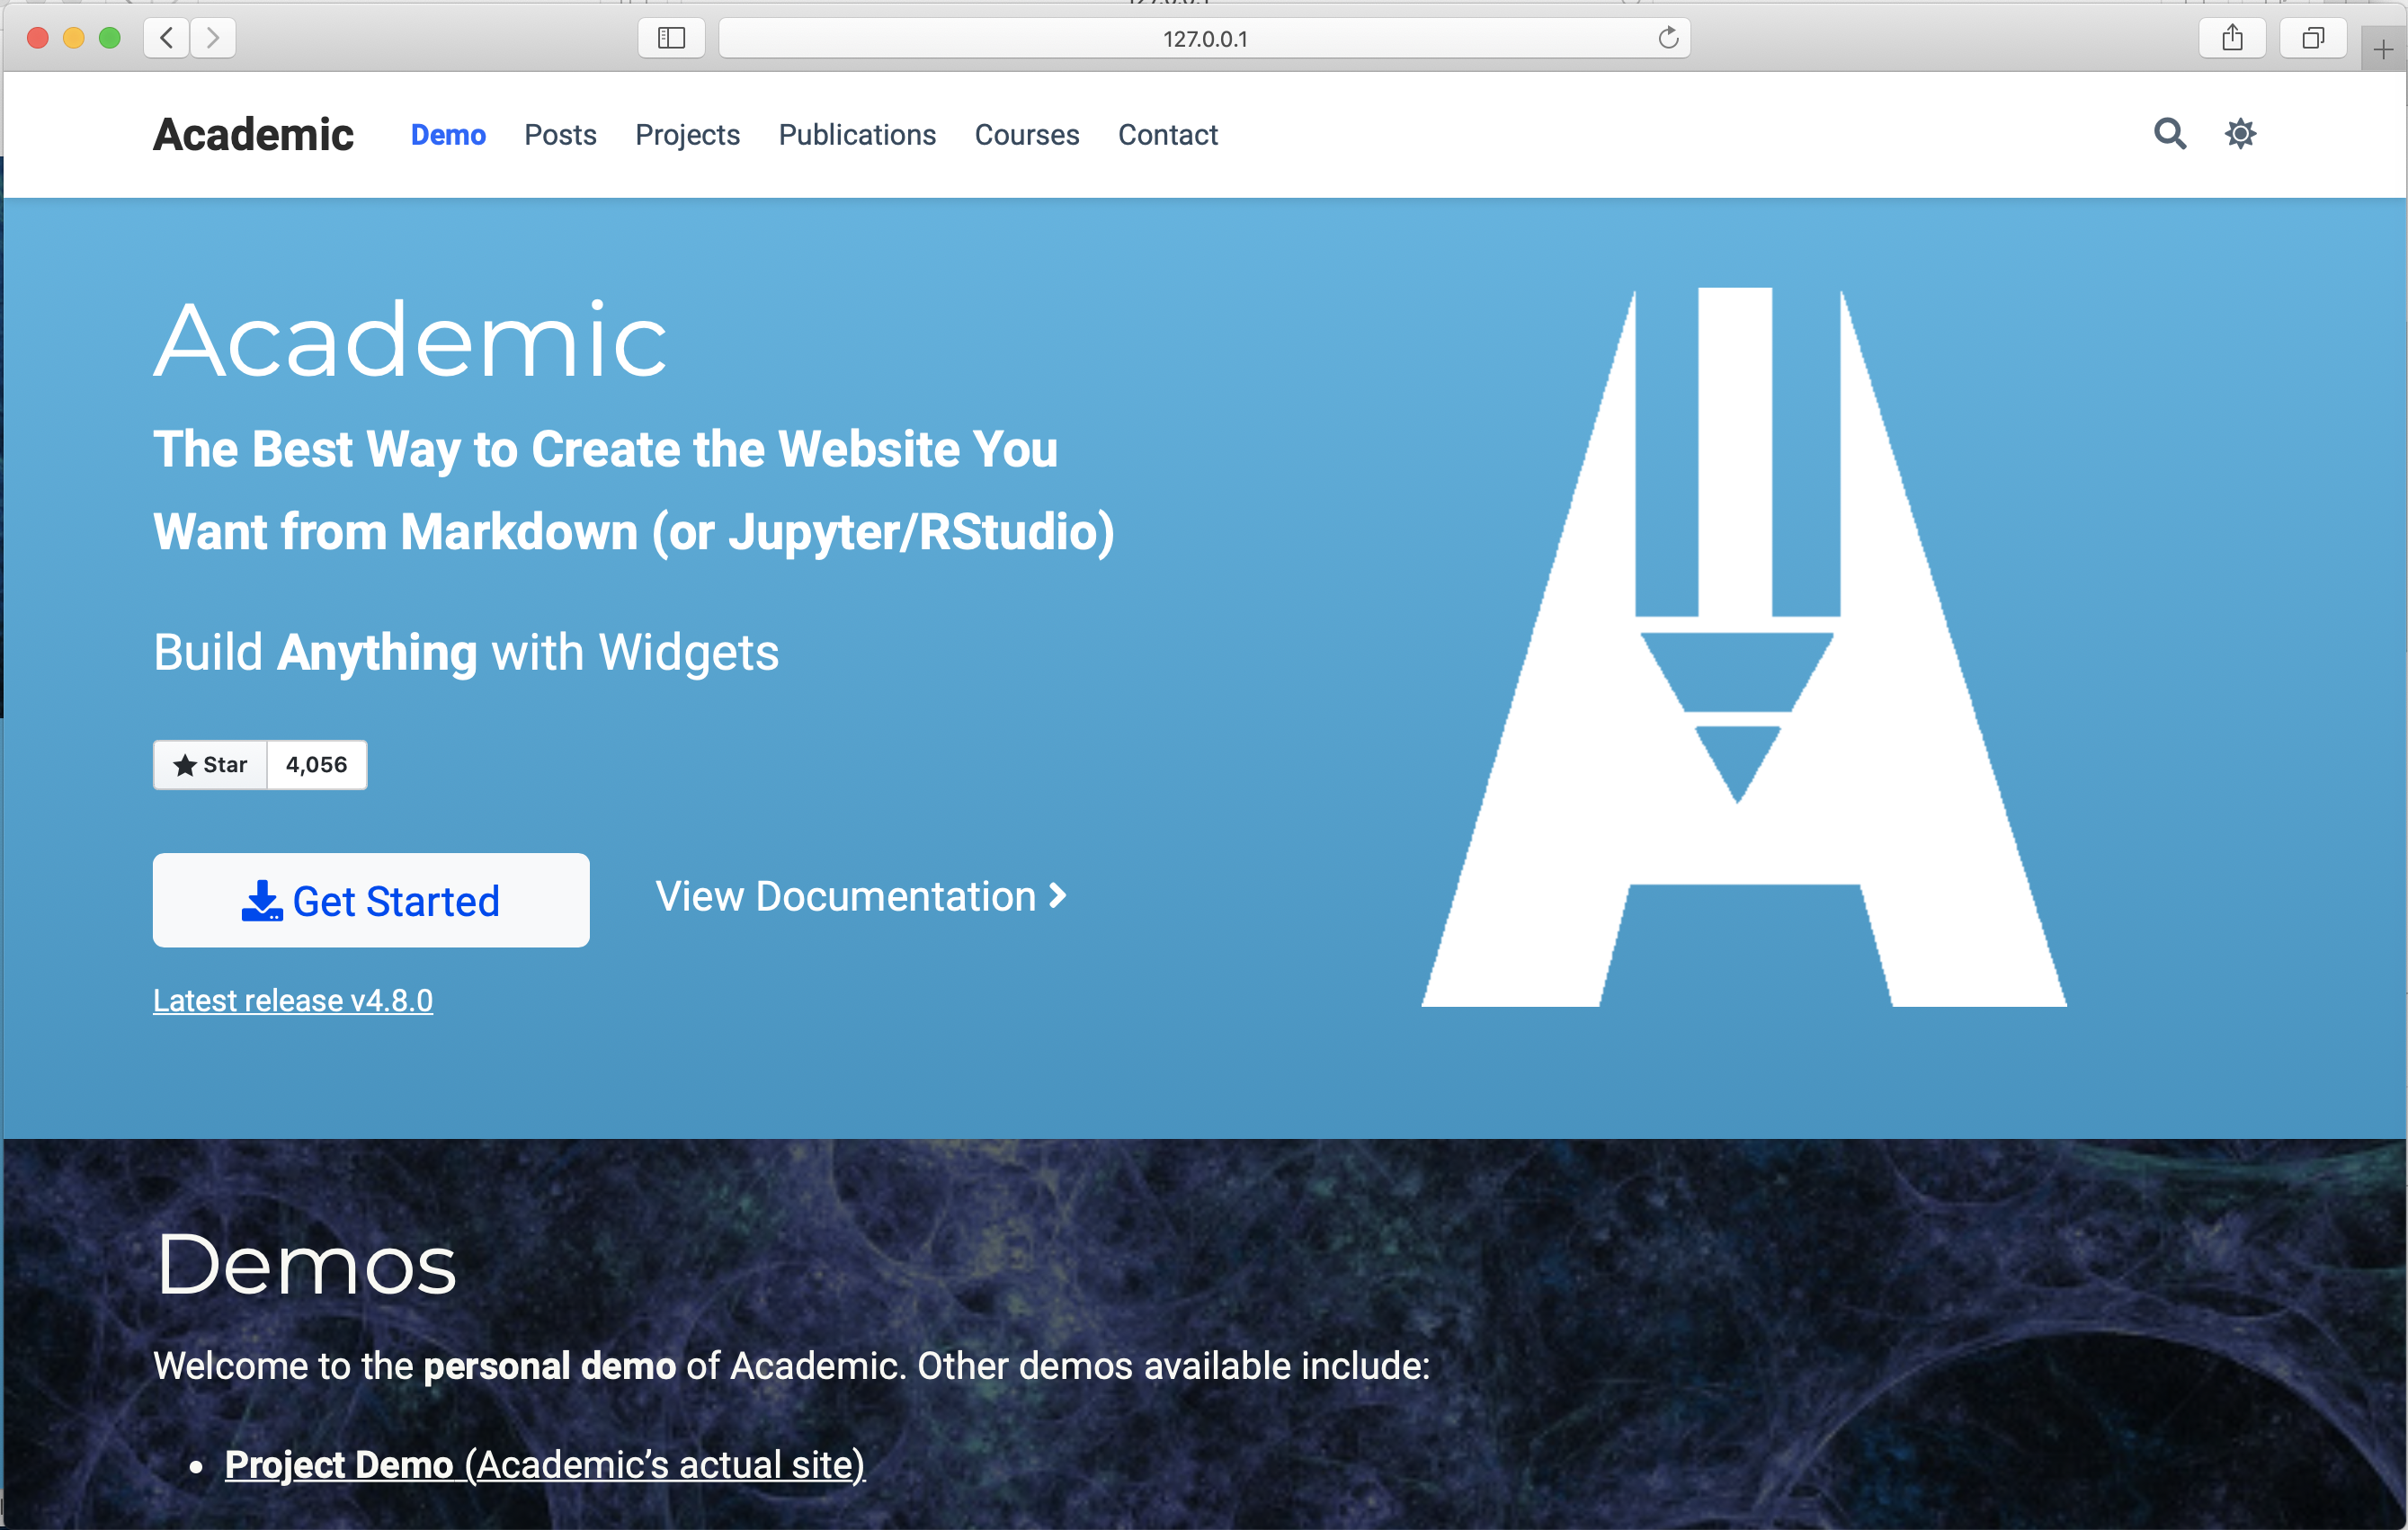 127.0.0.1
Academic Demo Posts Projects Publications Courses Contact
Academic
The Best Way to Create the Website You
Want from Markdown (or Jupyter/RStudio)
Build Anything with Widgets
Star 4,056
Get Started View Documentation
Latest release v4.8.0
Demos
Welcome to the personal demo of Academic. Other demos available include:
• Project Demo (Academic’s actual site)